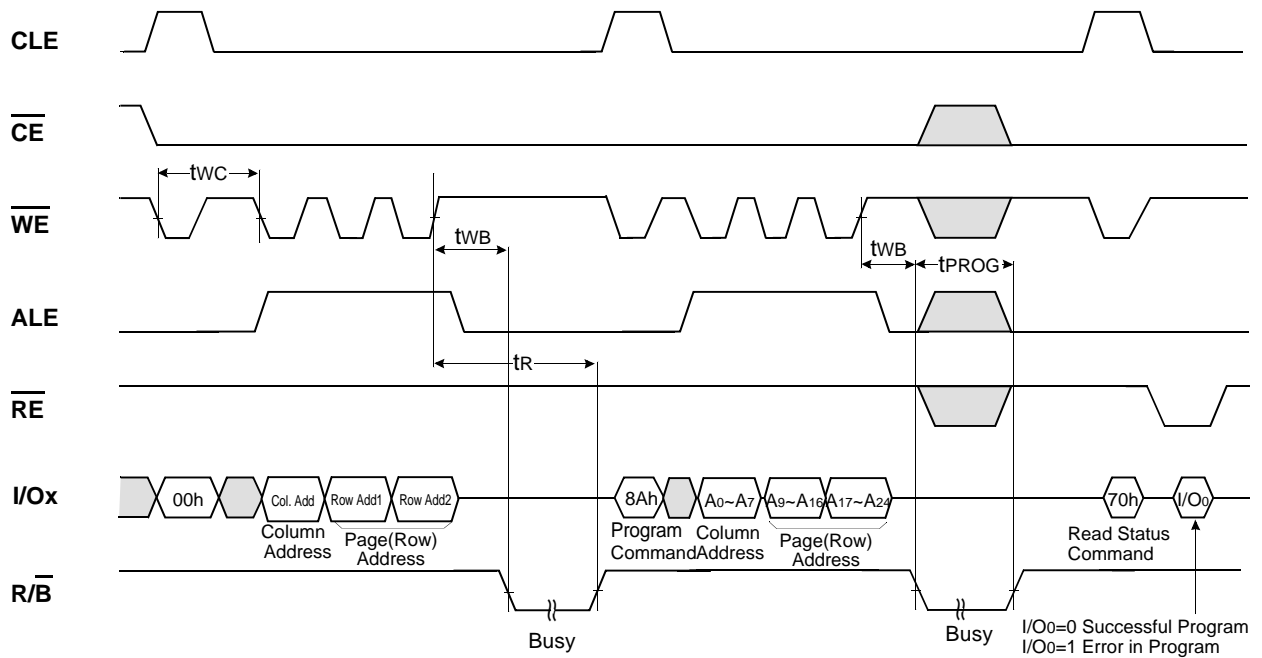 CLE
CE
tWC
WE
tWB
tWB
tPROG
ALE
tR
RE
I/Ox
00h
Col. Add
Row Add1
Row Add2
8Ah
A0~A7
A9~A16
A17~A24
70h
I/O0
Column
Address
Page(Row)
Address
Program
Command
Column
Address
Page(Row)
Address
Read Status
Command
R/B
Busy
Busy
I/O0=0 Successful Program
I/O0=1 Error in Program